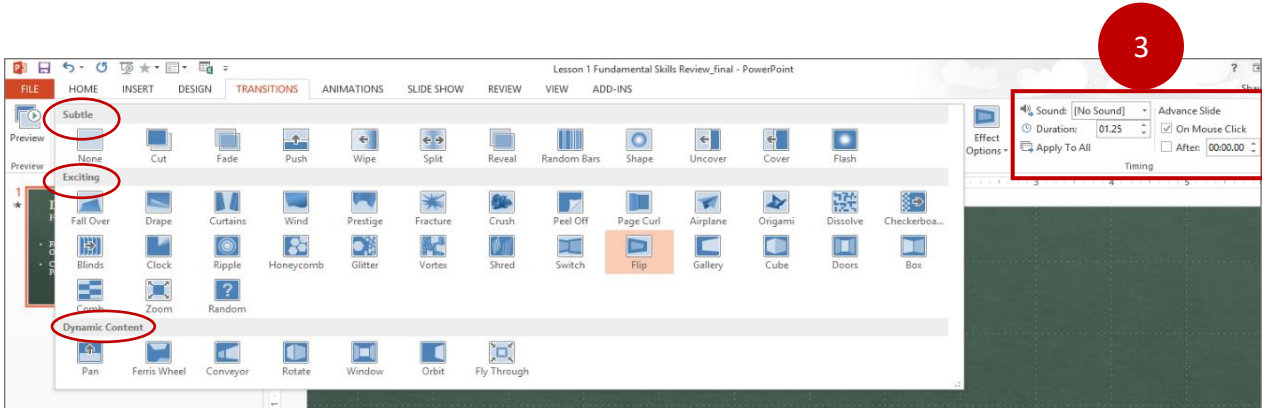 3
Lesson 1 Fundamental Skills Review_final - PowerPoint
?
FILE HOME INSERT DESIGN TRANSITIONS ANIMATIONS SLIDE SHOW REVIEW VIEW ADD-INS
Subtle
None Cut Fade Push Wipe Split Reveal Random Bars Shape Uncover Cover Flash
Exciting
Fall Over Drape Curtains Wind Prestige Fracture Crush Peel Off Page Curl Airplane Origami Dissolve Checkerboa...
Blinds Clock Ripple Honeycomb Glitter Vortex Shred Switch Flip Gallery Cube Doors Box
Comb Zoom ? Random
Dynamic Content
Pan Ferris Wheel Conveyor Rotate Window Orbit Fly Through
Preview
Preview
1
Effect
Options
Sound: [No Sound] Advance Slide
Duration: 01.25 On Mouse Click
Apply To All After: 00:00.00
Timing
3 4 5